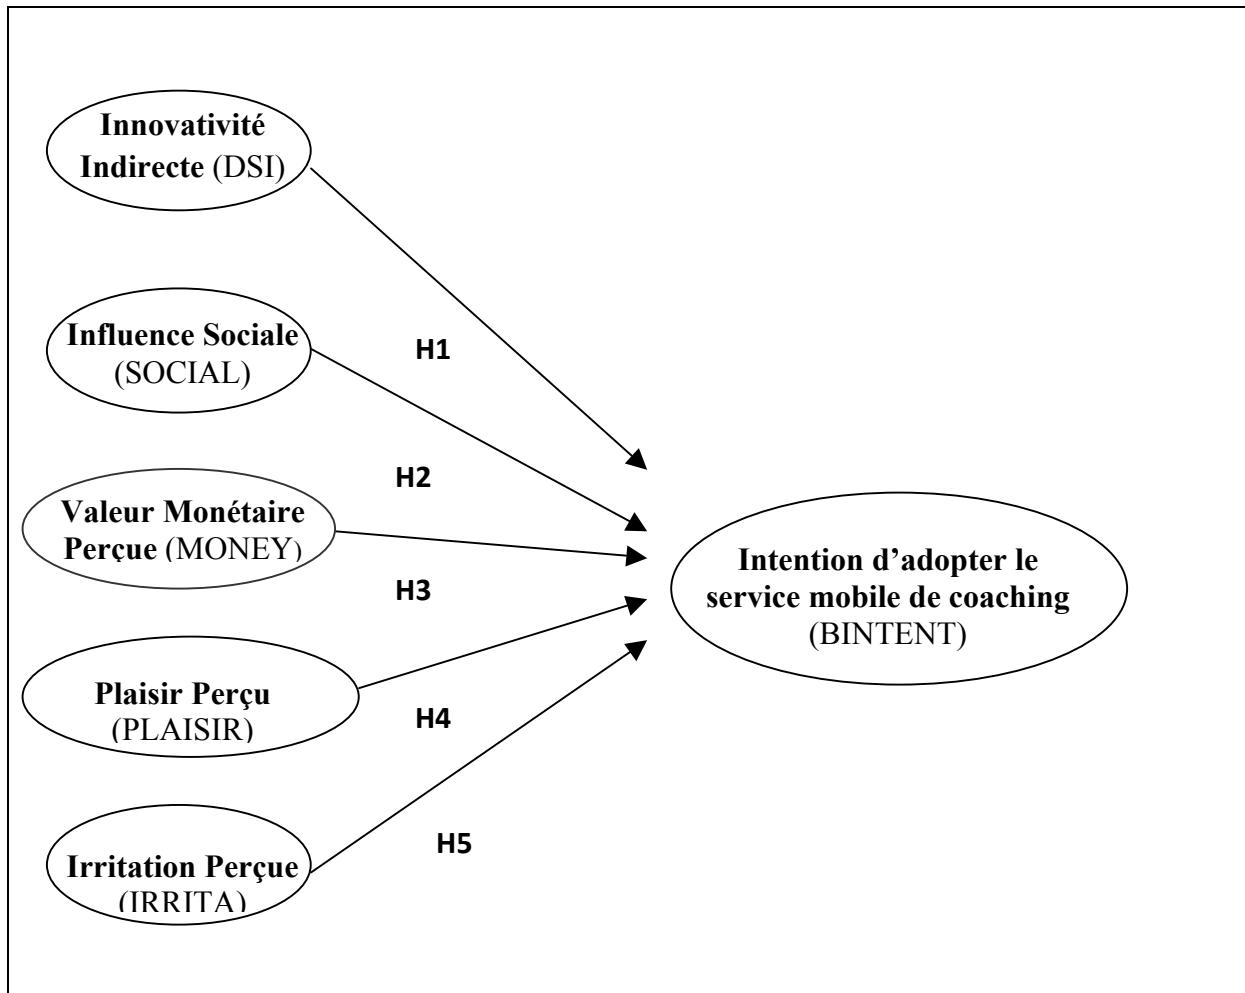 Innovativité
Indirecte (DSI)
Influence Sociale
(SOCIAL)
H1
H2
Valeur Monétaire
Perçue (MONEY)
H3
Intention d’adopter le
service mobile de coaching
(BINTENT)
Plaisir Perçu
(PLAISIR)
H4
H5
Irritation Perçue
(IRRITA)